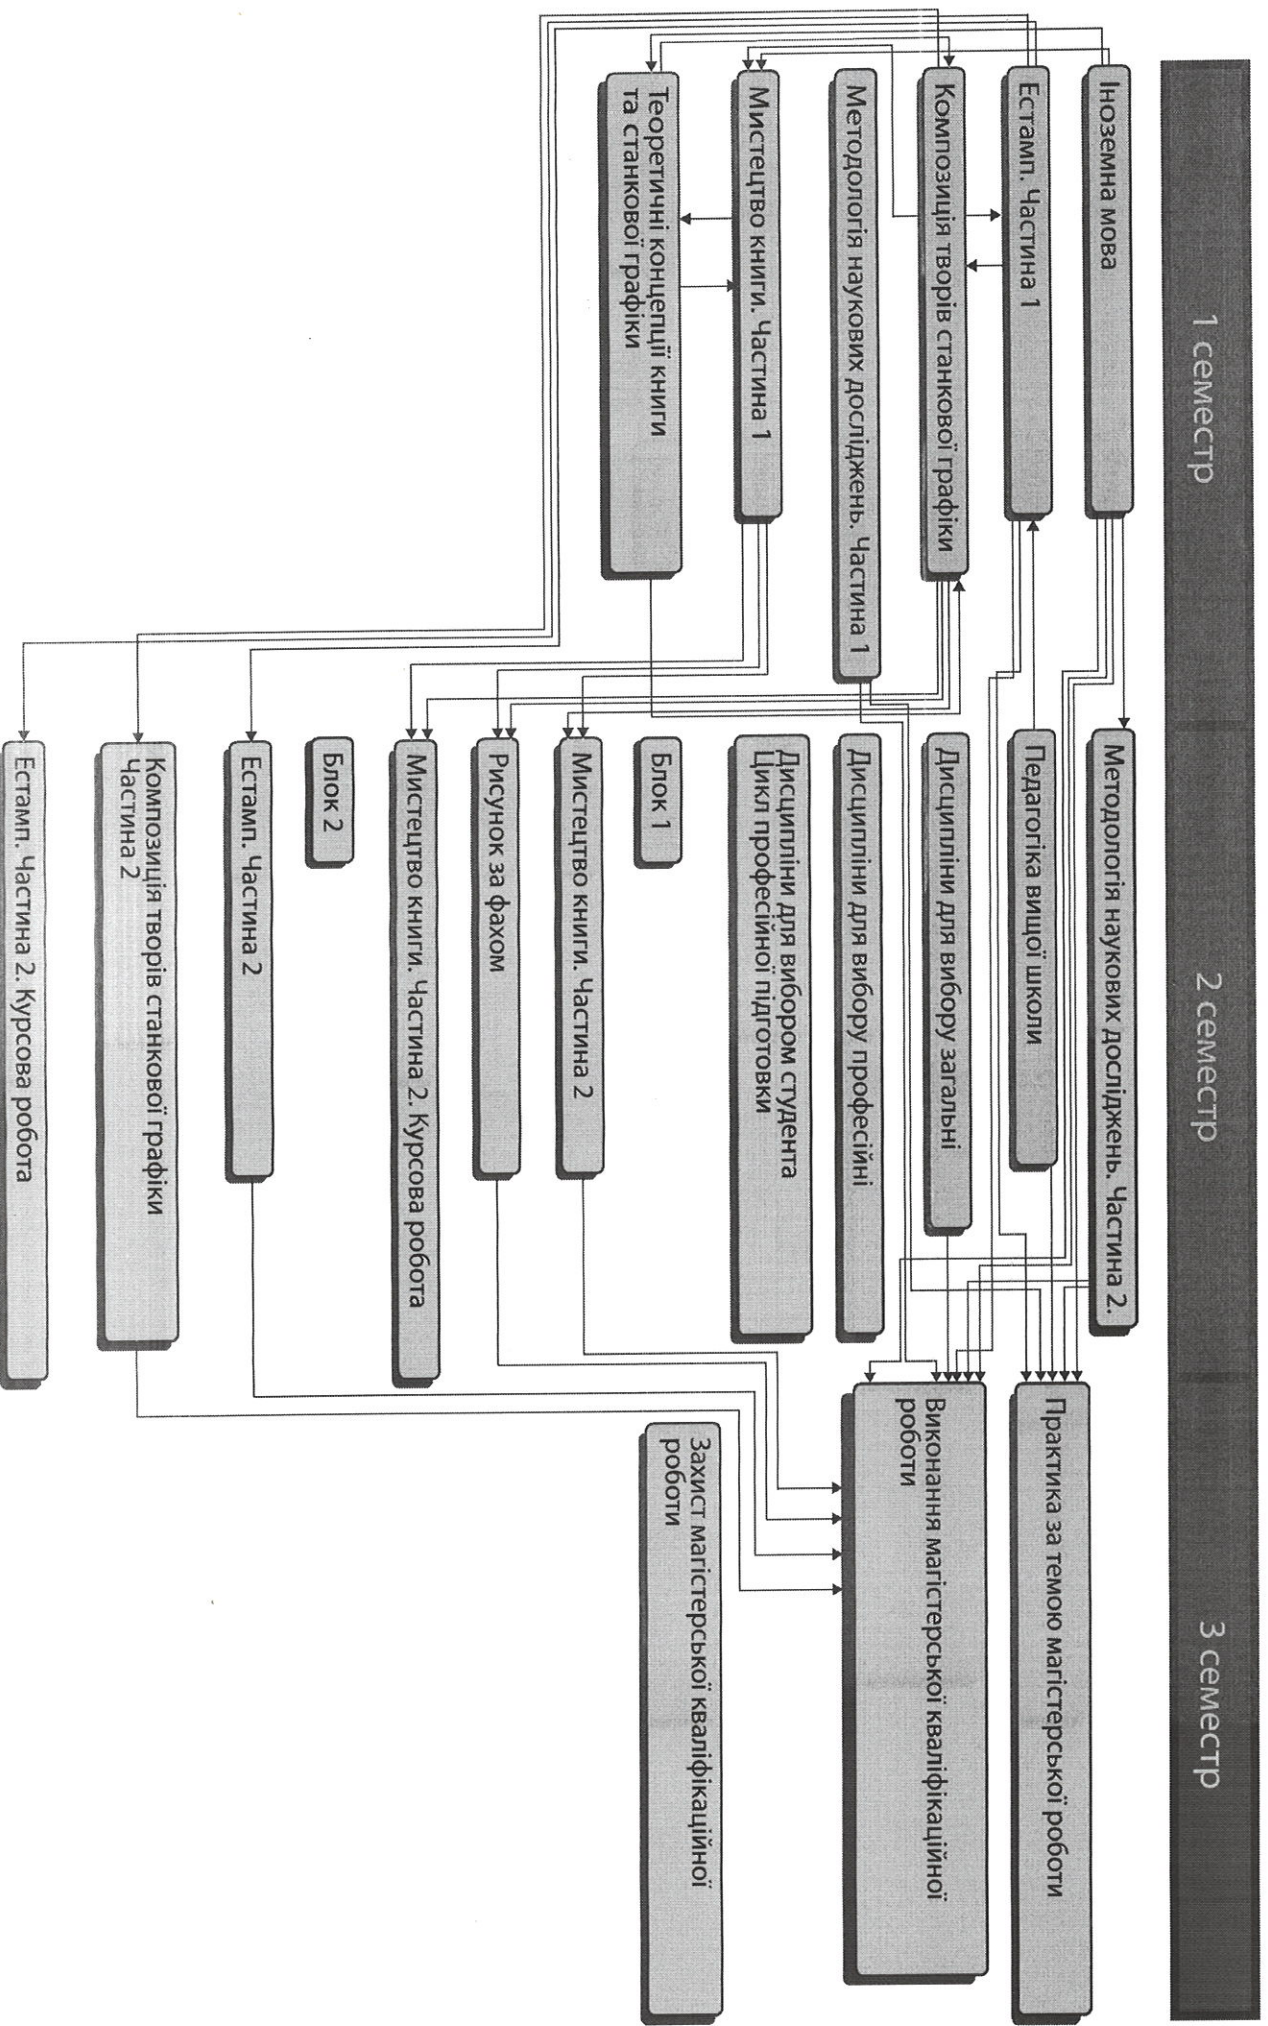 1 семестр
2 семестр
3 семестр
Іноземна мова
Естамп. Частина 1
Композиція творів станкової графіки
Методологія наукових досліджень. Частина 1
Мистецтво книги. Частина 1
Теоретичні концепції книги
та станкової графіки
Методологія наукових досліджень. Частина 2.
Педагогіка вищої школи
Дисципліни для вибору загальні
Дисципліни для вибору професійні
Дисципліни для вибором студента
Цикл професійної підготовки
Блок 1
Мистецтво книги. Частина 2
Рисунок за фахом
Мистецтво книги. Частина 2. Курсова робота
Блок 2
Естамп. Частина 2
Композиція творів станкової графіки
Частина 2
Естамп. Частина 2. Курсова робота
Практика за темою магістерської роботи
Виконання магістерської кваліфікаційної
роботи
Захист магістерської кваліфікаційної
роботи